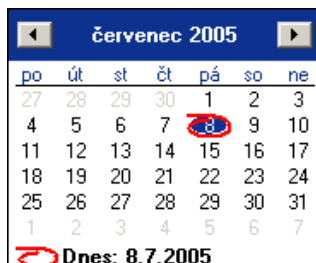 červenec 2005
po út st čt pá so ne
27 28 29 30 1 2 3
4 5 6 7 8 9 10
11 12 13 14 15 16 17
18 19 20 21 22 23 24
25 26 27 28 29 30 31
1 2 3 4 5 6 7
Dnes: 8.7.2005